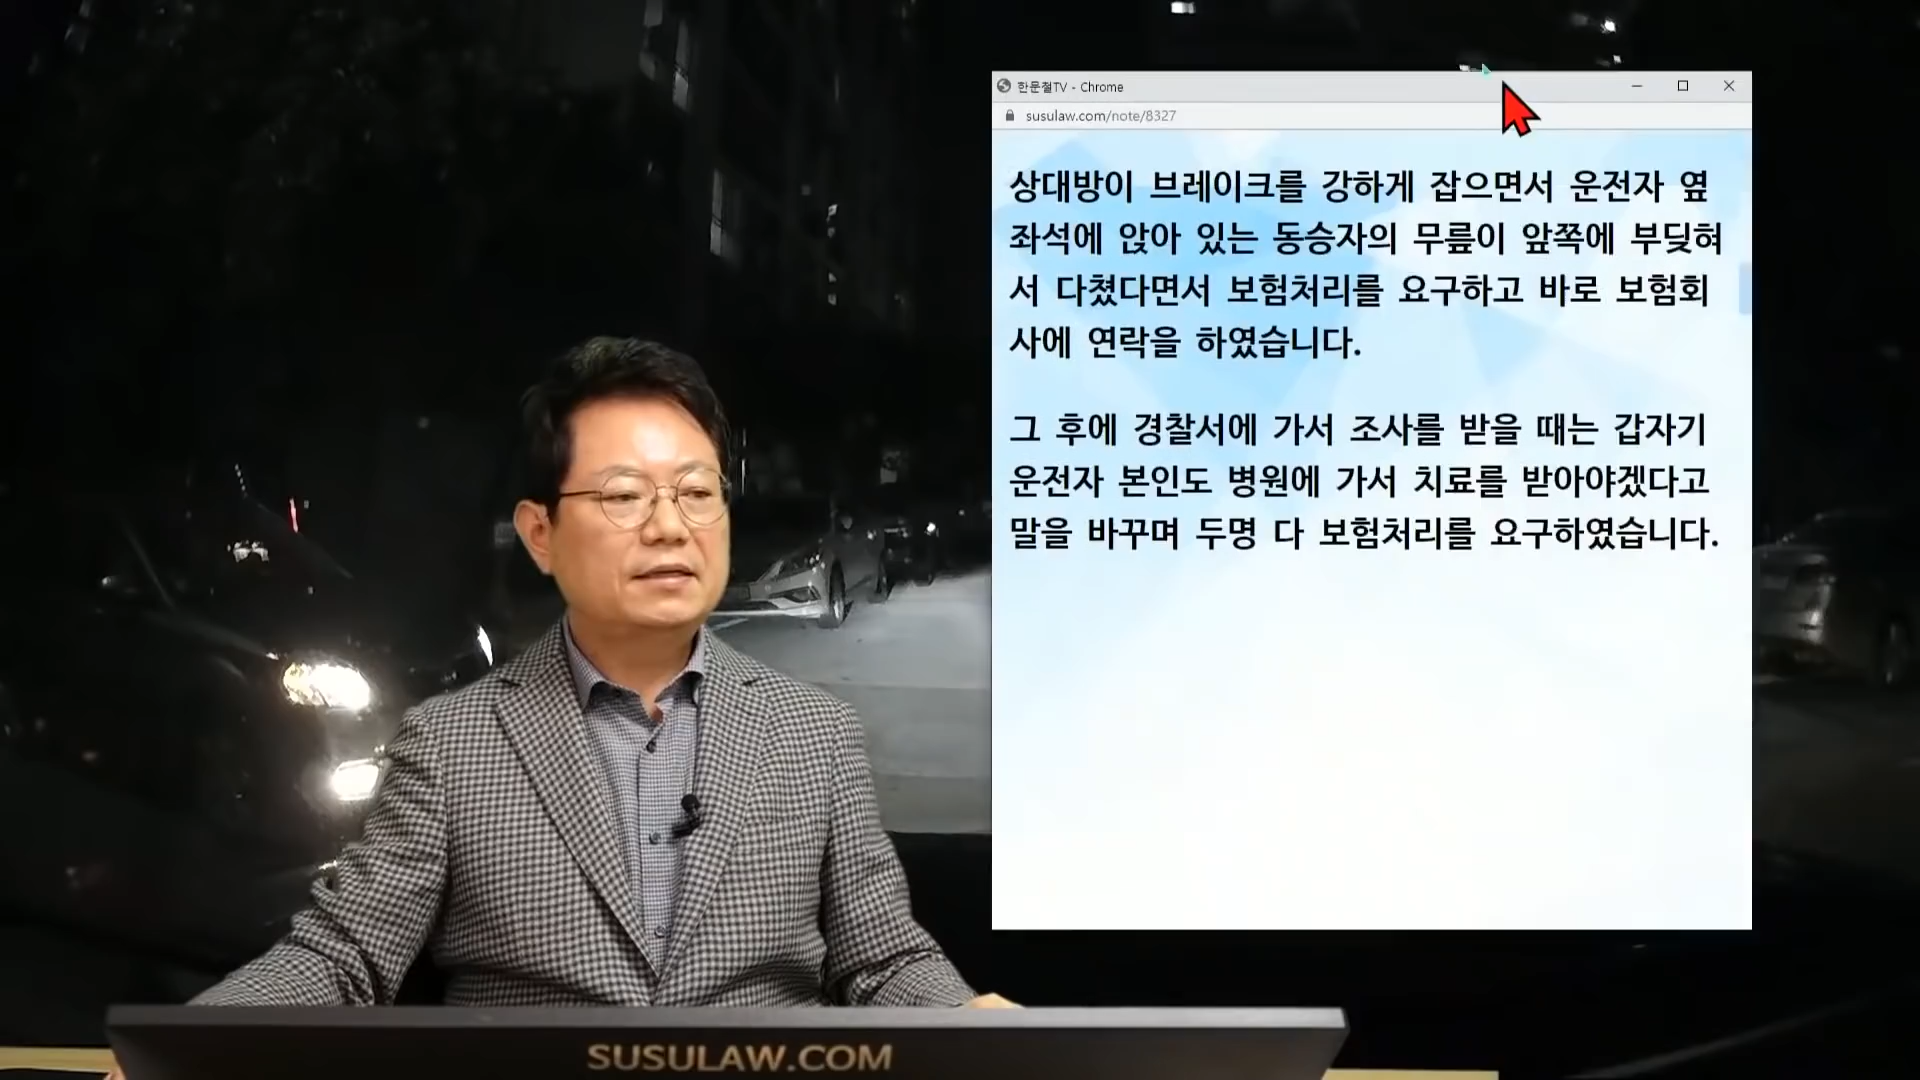 한문철TV - Chrome
susulaw.com/note/8327
상대방이 브레이크를 강하게 잡으면서 운전자 옆
좌석에 앉아 있는 동승자의 무릎이 앞쪽에 부딪혀
서 다쳤다면서 보험처리를 요구하고 바로 보험회
사에 연락을 하였습니다.
그 후에 경찰서에 가서 조사를 받을 때는 갑자기
운전자 본인도 병원에 가서 치료를 받아야겠다고
말을 바꾸며 두명 다 보험처리를 요구하였습니다.
SUSULAW.COM